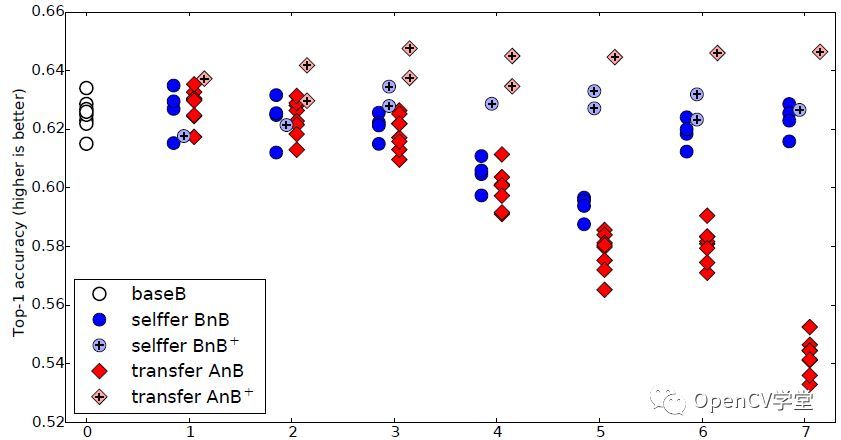 0.66
0.64
0.62
0.60
0.58
0.56
0.54
0.52
Top-1 accuracy (higher is better)
baseB
selffer BnB
selffer BnB⁺
transfer AnB
transfer AnB⁺
OpenCV学堂
0 1 2 3 4 5 6 7